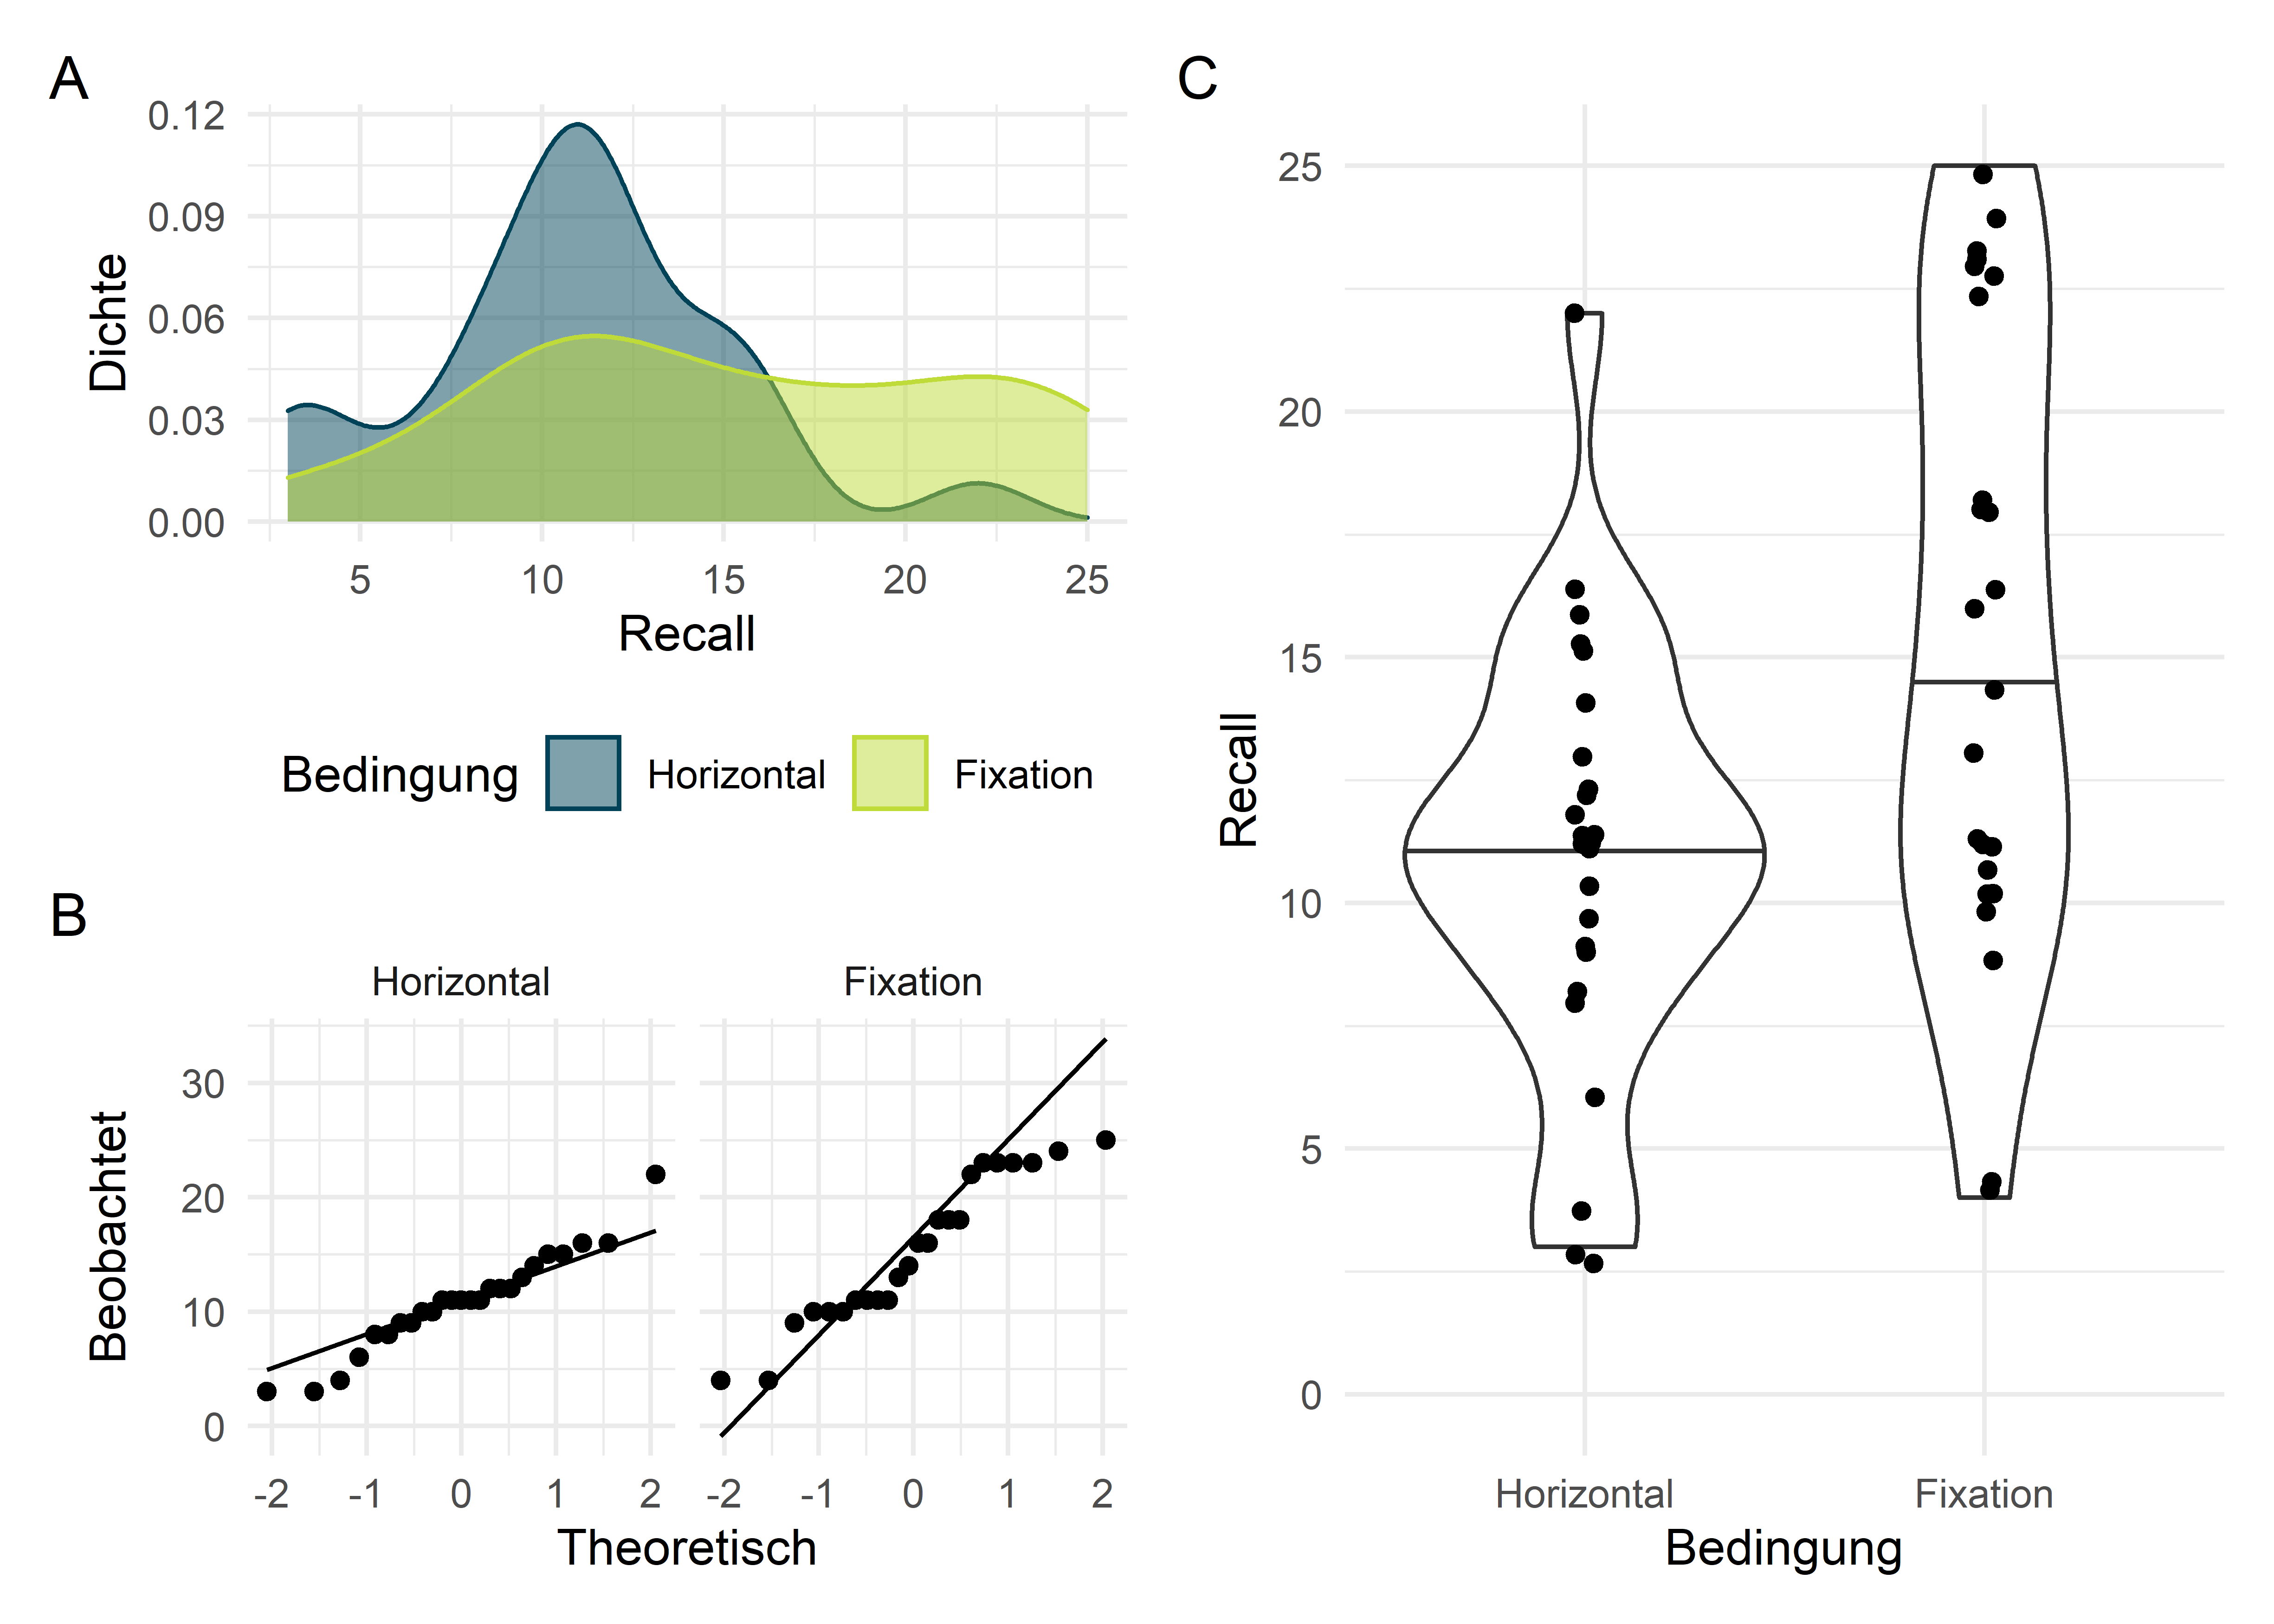 A
0.12
0.09
0.06
0.03
0.00
Dichte
5 10 15 20 25
Recall
Bedingung Horizontal Fixation
B
Horizontal Fixation
30
20
10
0
Beobachtet
-2 -1 0 1 2 -2 -1 0 1 2
Theoretisch
C
25
20
15
10
5
0
Recall
Horizontal Fixation
Bedingung